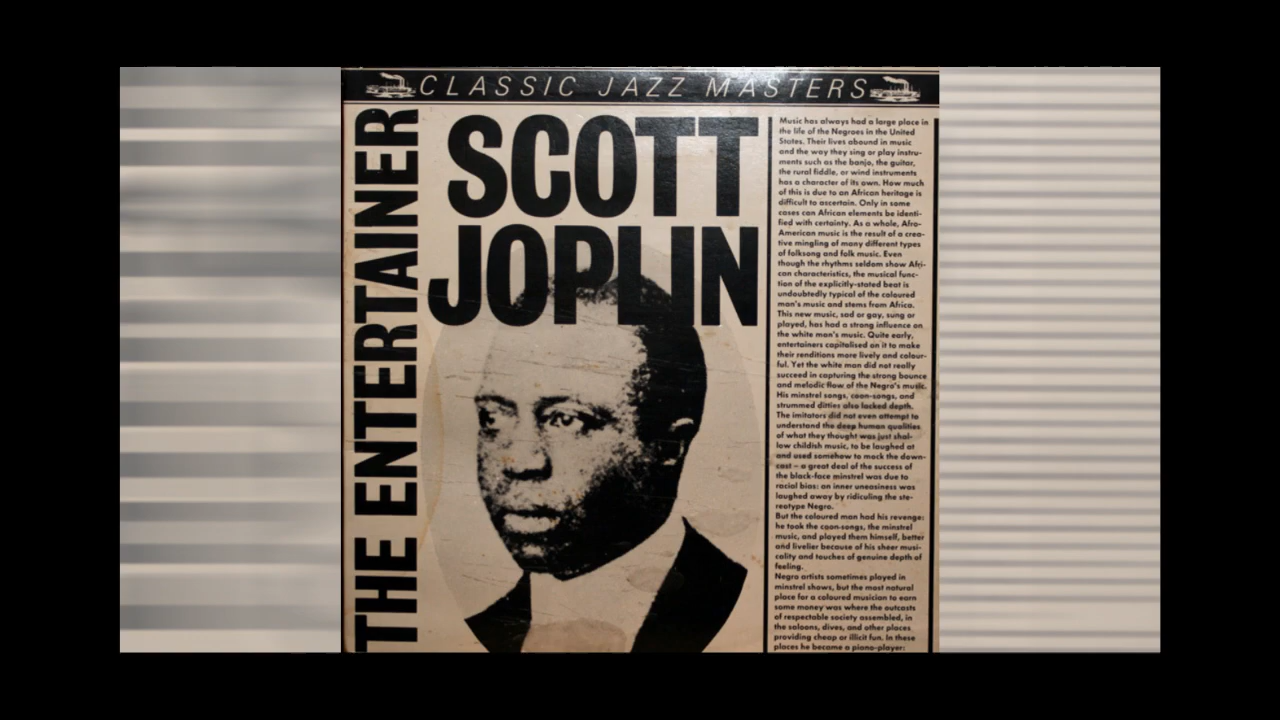 CLASSIC JAZZ MASTERS
THE ENTERTAINER
SCOTT
JOPLIN
Music has always had a large place in
the life of the Negroes in the United
States. Their lives abound in music
and the way they sing or play instru-
ments such as the banjo, the guitar,
the rural fiddle, or wind instruments
has a character of its own. How much
of this is due to an African heritage is
difficult to ascertain. Only in some
cases can African elements be identi-
fied with certainty. As a whole, Afro-
American music is the result of a crea-
tive mingling of many different types
of folksong and folk music. Even
though the rhythms seldom show Afri-
can characteristics, the musical func-
tion of the explicitly-stated beat is
undoubtedly typical of the coloured
man's music and stems from Africa.
This new music, sad or gay, sung or
played, has had a strong influence on
the white man's music. Quite early,
entertainers capitalised on it to make
their renditions more lively and colour-
ful. Yet the white man did not really
succeed in capturing the strong bounce
and melodic flow of the Negro's music.
His minstrel songs, coon-songs, and
strummed ditties also lacked depth.
The imitators did not even attempt to
understand the deep human qualities
of what they thought was just shal-
low childish music, to be laughed at
and used somehow to mock the down-
cast – a great deal of the success of
the black-face minstrel was due to
racial bias: an inner uneasiness was
laughed away by ridiculing the ste-
reotype Negro.
But the coloured man had his revenge:
he took the coon-songs, the minstrel
music, and played them himself, better
and livelier because of his sheer musi-
cality and touches of genuine depth of
feeling.
Negro artists sometimes played in
minstrel shows, but the most natural
place for a coloured musician to earn
some money was where the outcasts
of respectable society assembled, in
the saloons, dives, and other places
providing cheap or illicit fun. In these
places he became a piano-player: